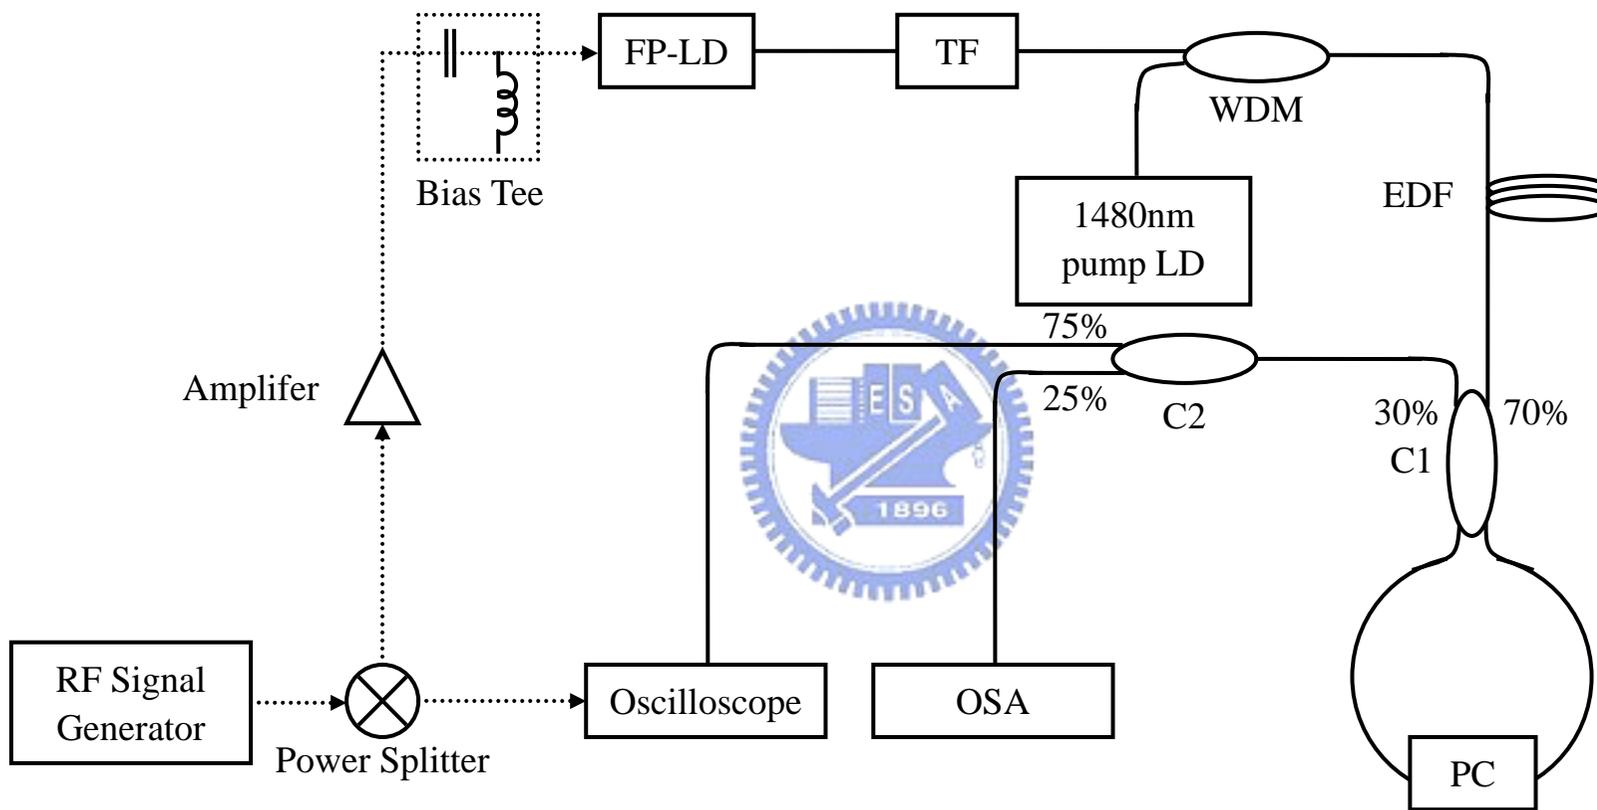 FP-LD
TF
WDM
Bias Tee
EDF
1480nm
pump LD
75%
25%
C2
30%
70%
C1
Amplifer
E S A
1896
RF Signal
Generator
Power Splitter
Oscilloscope
OSA
PC